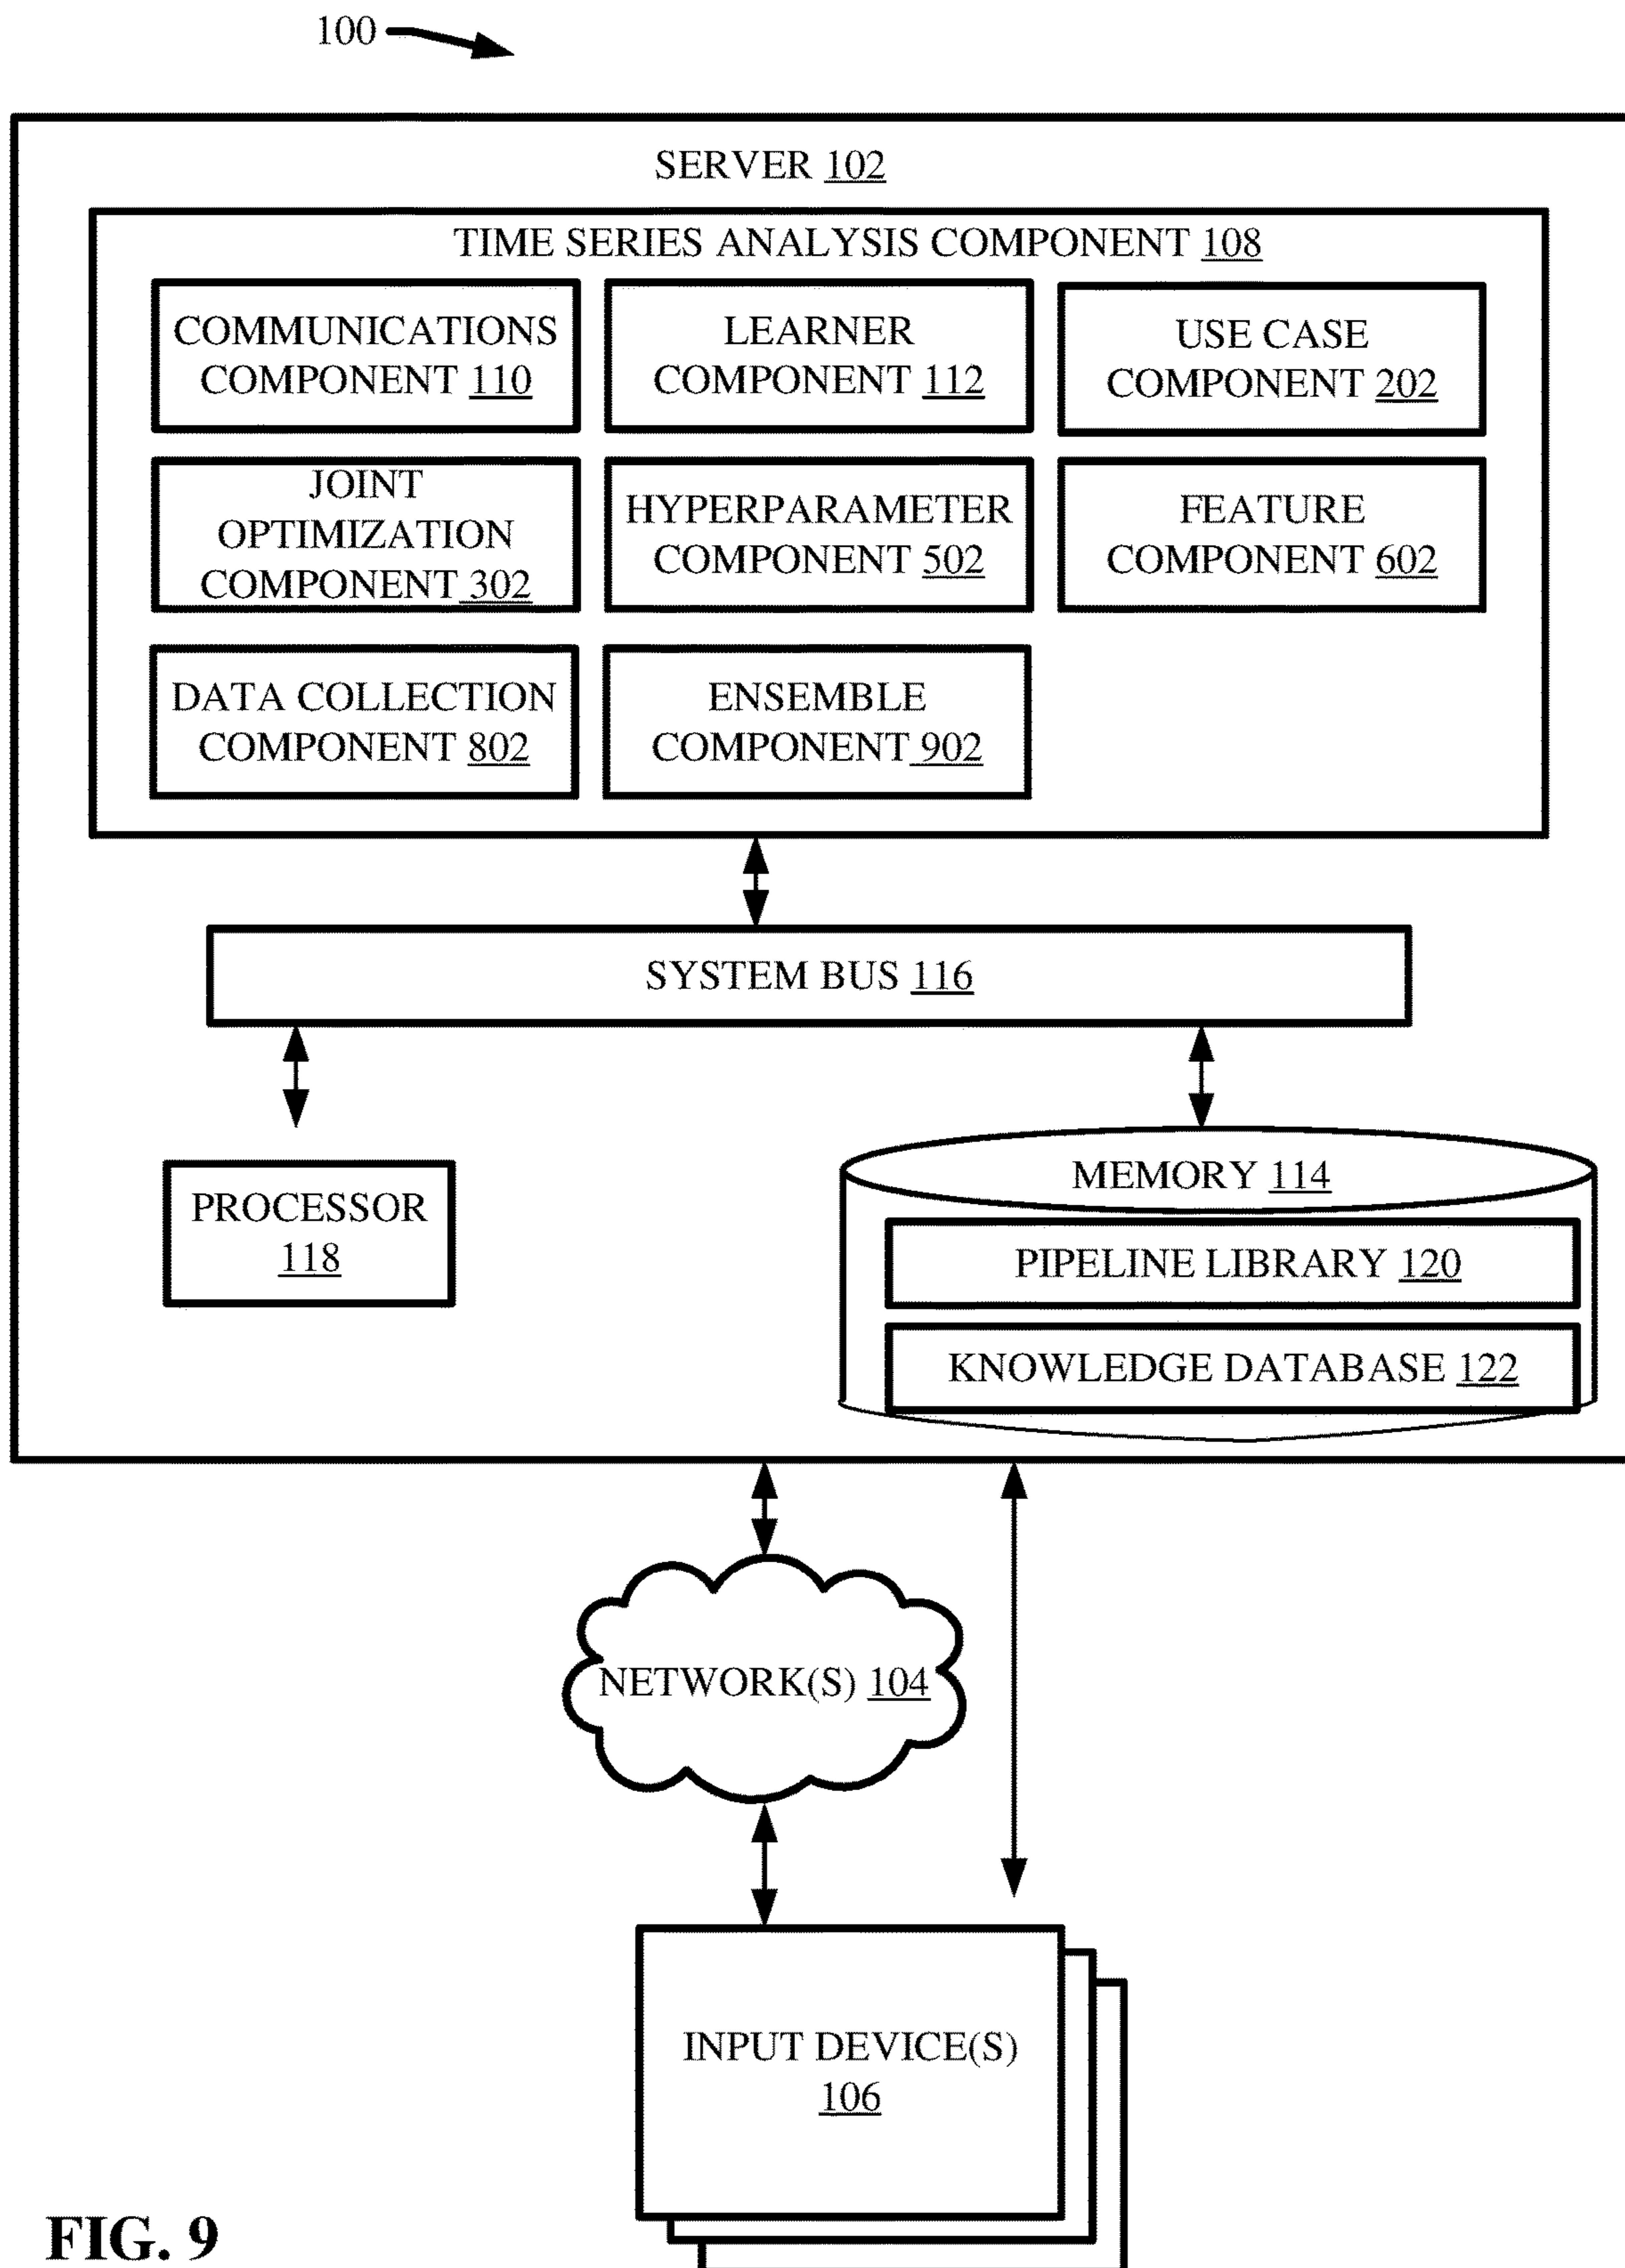 100
SERVER 102
TIME SERIES ANALYSIS COMPONENT 108
COMMUNICATIONS
COMPONENT 110
LEARNER
COMPONENT 112
USE CASE
COMPONENT 202
JOINT
OPTIMIZATION
COMPONENT 302
HYPERPARAMETER
COMPONENT 502
FEATURE
COMPONENT 602
DATA COLLECTION
COMPONENT 802
ENSEMBLE
COMPONENT 902
SYSTEM BUS 116
PROCESSOR
118
MEMORY 114
PIPELINE LIBRARY 120
KNOWLEDGE DATABASE 122
NETWORK(S) 104
INPUT DEVICE(S)
106
FIG. 9